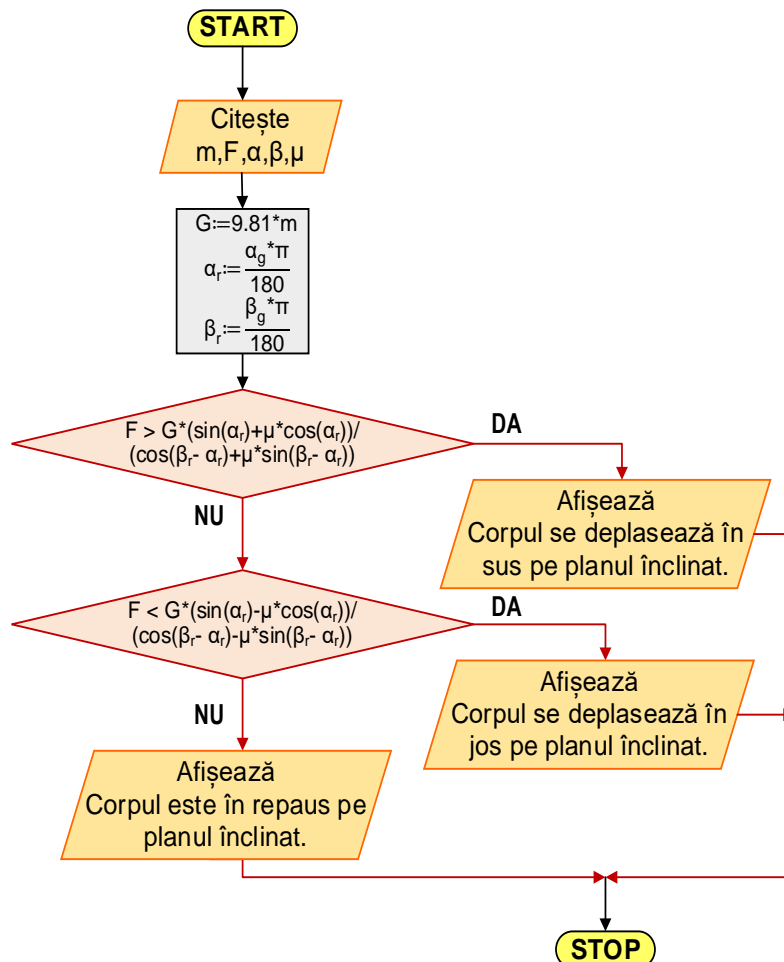 START
Citește
m,F,α,β,μ
G:=9.81*m
αr:=αg*π/180
βr:=βg*π/180
F > G*(sin(αr)+μ*cos(αr))/
(cos(βr- αr)+μ*sin(βr- αr))
DA
NU
Afișează
Corpul se deplasează în
sus pe planul înclinat.
F < G*(sin(αr)-μ*cos(αr))/
(cos(βr- αr)-μ*sin(βr- αr))
DA
NU
Afișează
Corpul se deplasează în
jos pe planul înclinat.
Afișează
Corpul este în repaus pe
planul înclinat.
STOP